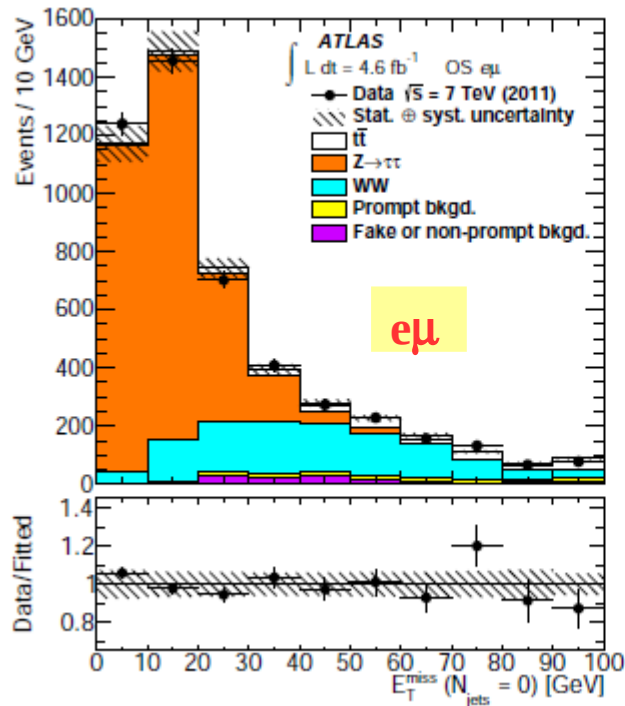 ATLAS
∫ L dt = 4.6 fb⁻¹ OS eμ
Data √s = 7 TeV (2011)
Stat. ⊕ syst. uncertainty
tt̄
Z→ττ
WW
Prompt bkgd.
Fake or non-prompt bkgd.
eμ
Events / 10 GeV
1600
1400
1200
1000
800
600
400
200
0
Data/Fitted
1.4
1.2
1
0.8
0 10 20 30 40 50 60 70 80 90 100
E_T^miss (N_jets = 0) [GeV]